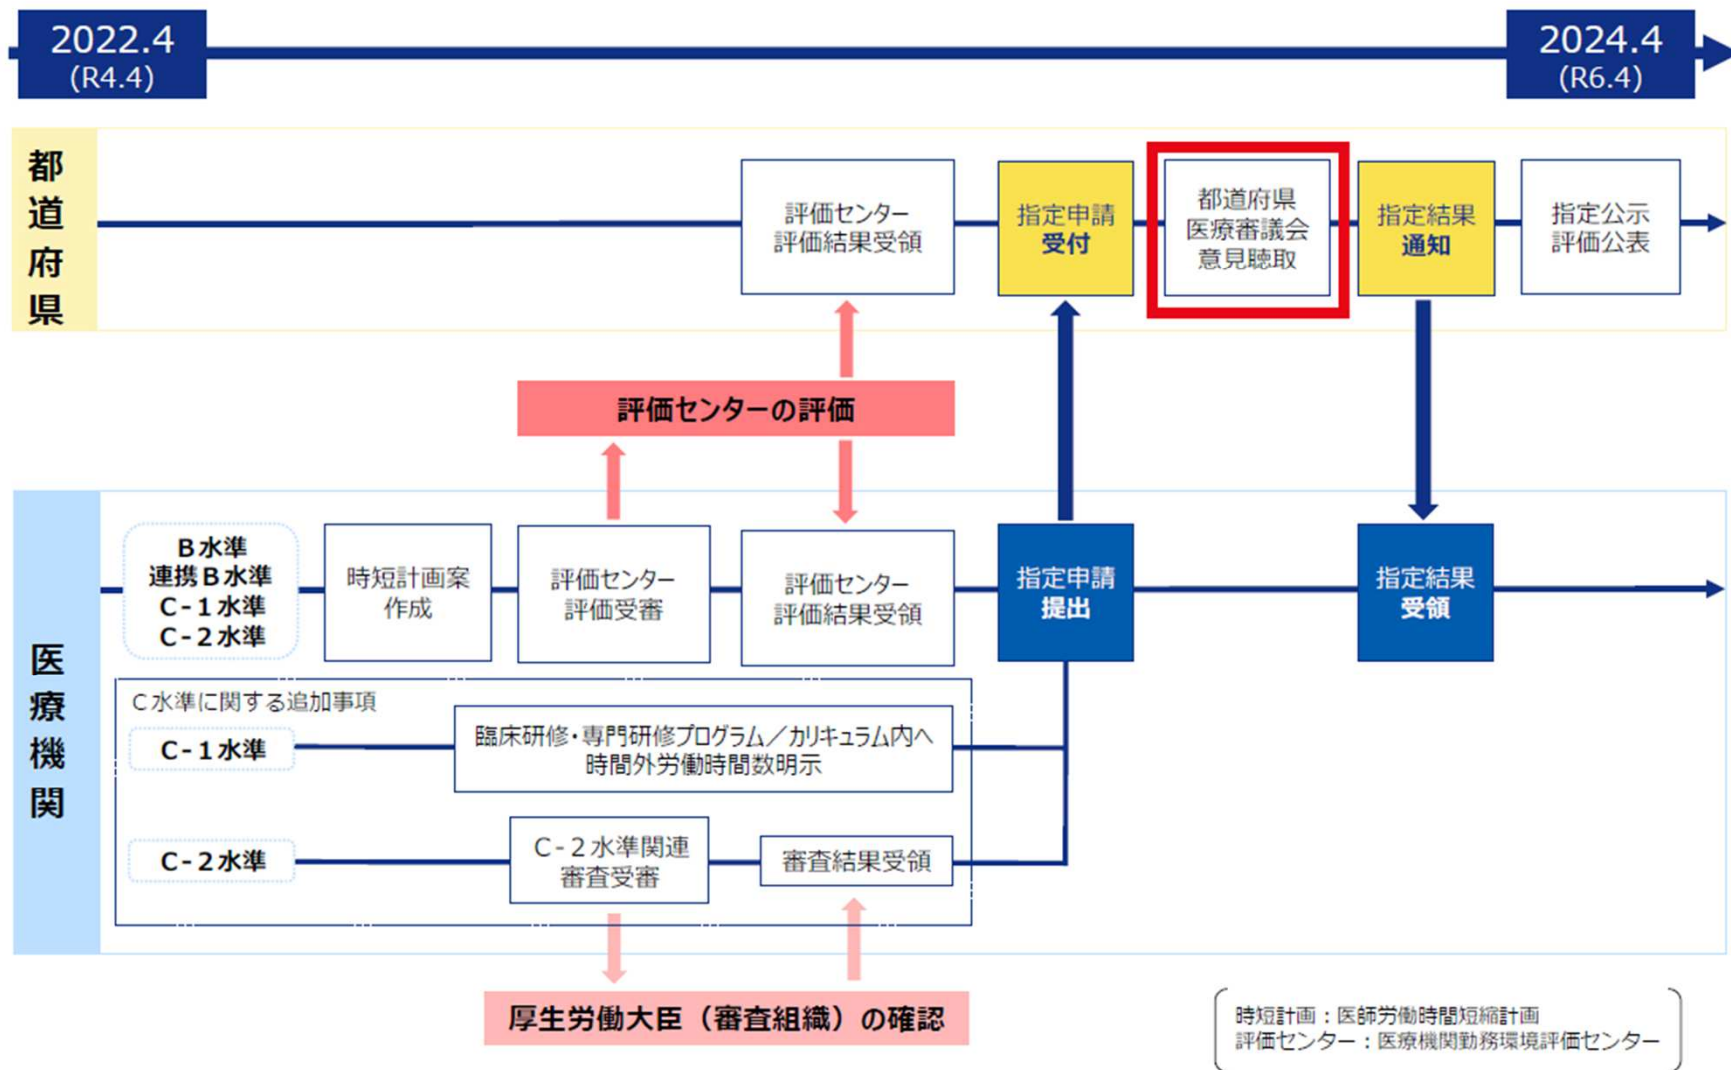 2022.4
(R4.4)
2024.4
(R6.4)
都道府県
評価センター
評価結果受領
指定申請
受付
都道府県
医療審議会
意見聴取
指定結果
通知
指定公示
評価公表
評価センターの評価
医療機関
B水準
連携B水準
C-1水準
C-2水準
時短計画案
作成
評価センター
評価受審
評価センター
評価結果受領
指定申請
提出
指定結果
受領
C水準に関する追加事項
C-1水準
臨床研修・専門研修プログラム／カリキュラム内へ
時間外労働時間数明示
C-2水準
C-2水準関連
審査受審
審査結果受領
厚生労働大臣（審査組織）の確認
時短計画：医師労働時間短縮計画
評価センター：医療機関勤務環境評価センター